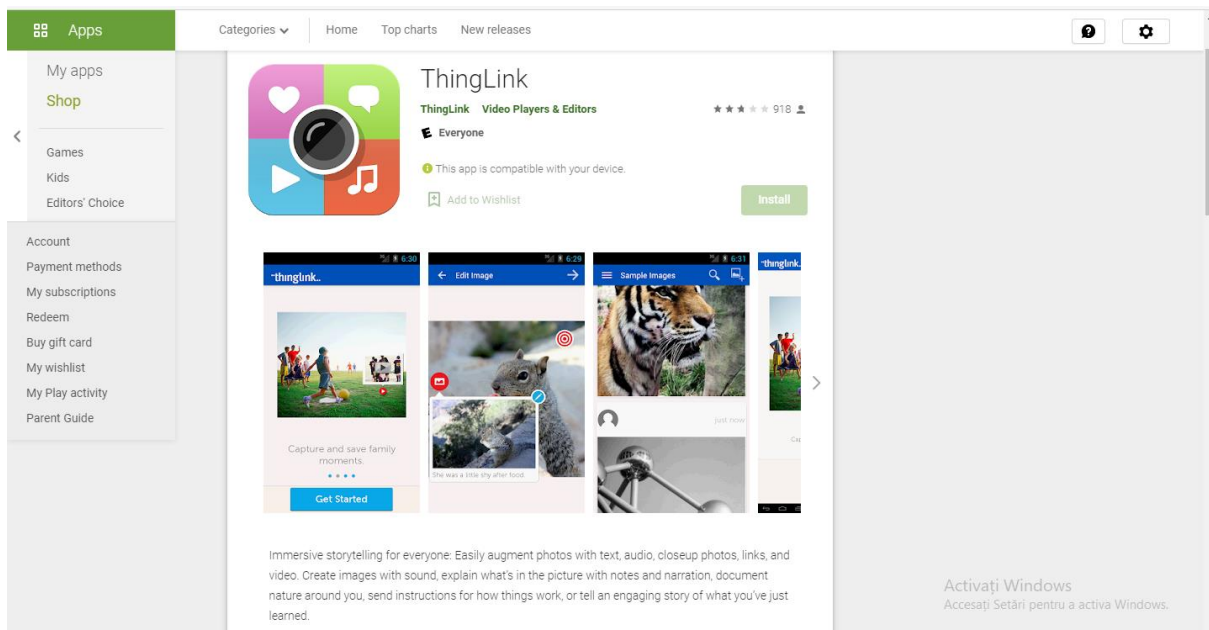 Apps
Categories
Home
Top charts
New releases
My apps
Shop
Games
Kids
Editors' Choice
Account
Payment methods
My subscriptions
Redeem
Buy gift card
My wishlist
My Play activity
Parent Guide
ThingLink
ThingLink Video Players & Editors
918
E Everyone
This app is compatible with your device.
Add to Wishlist
Install
6:30
thinglink..
Capture and save family
moments.
Get Started
6:29
Edit Image
She was a little shy after food.
6:31
Sample Images
just now
thinglink.
Immersive storytelling for everyone: Easily augment photos with text, audio, closeup photos, links, and
video. Create images with sound, explain what's in the picture with notes and narration, document
nature around you, send instructions for how things work, or tell an engaging story of what you've just
learned.
Activați Windows
Accesați Setări pentru a activa Windows.